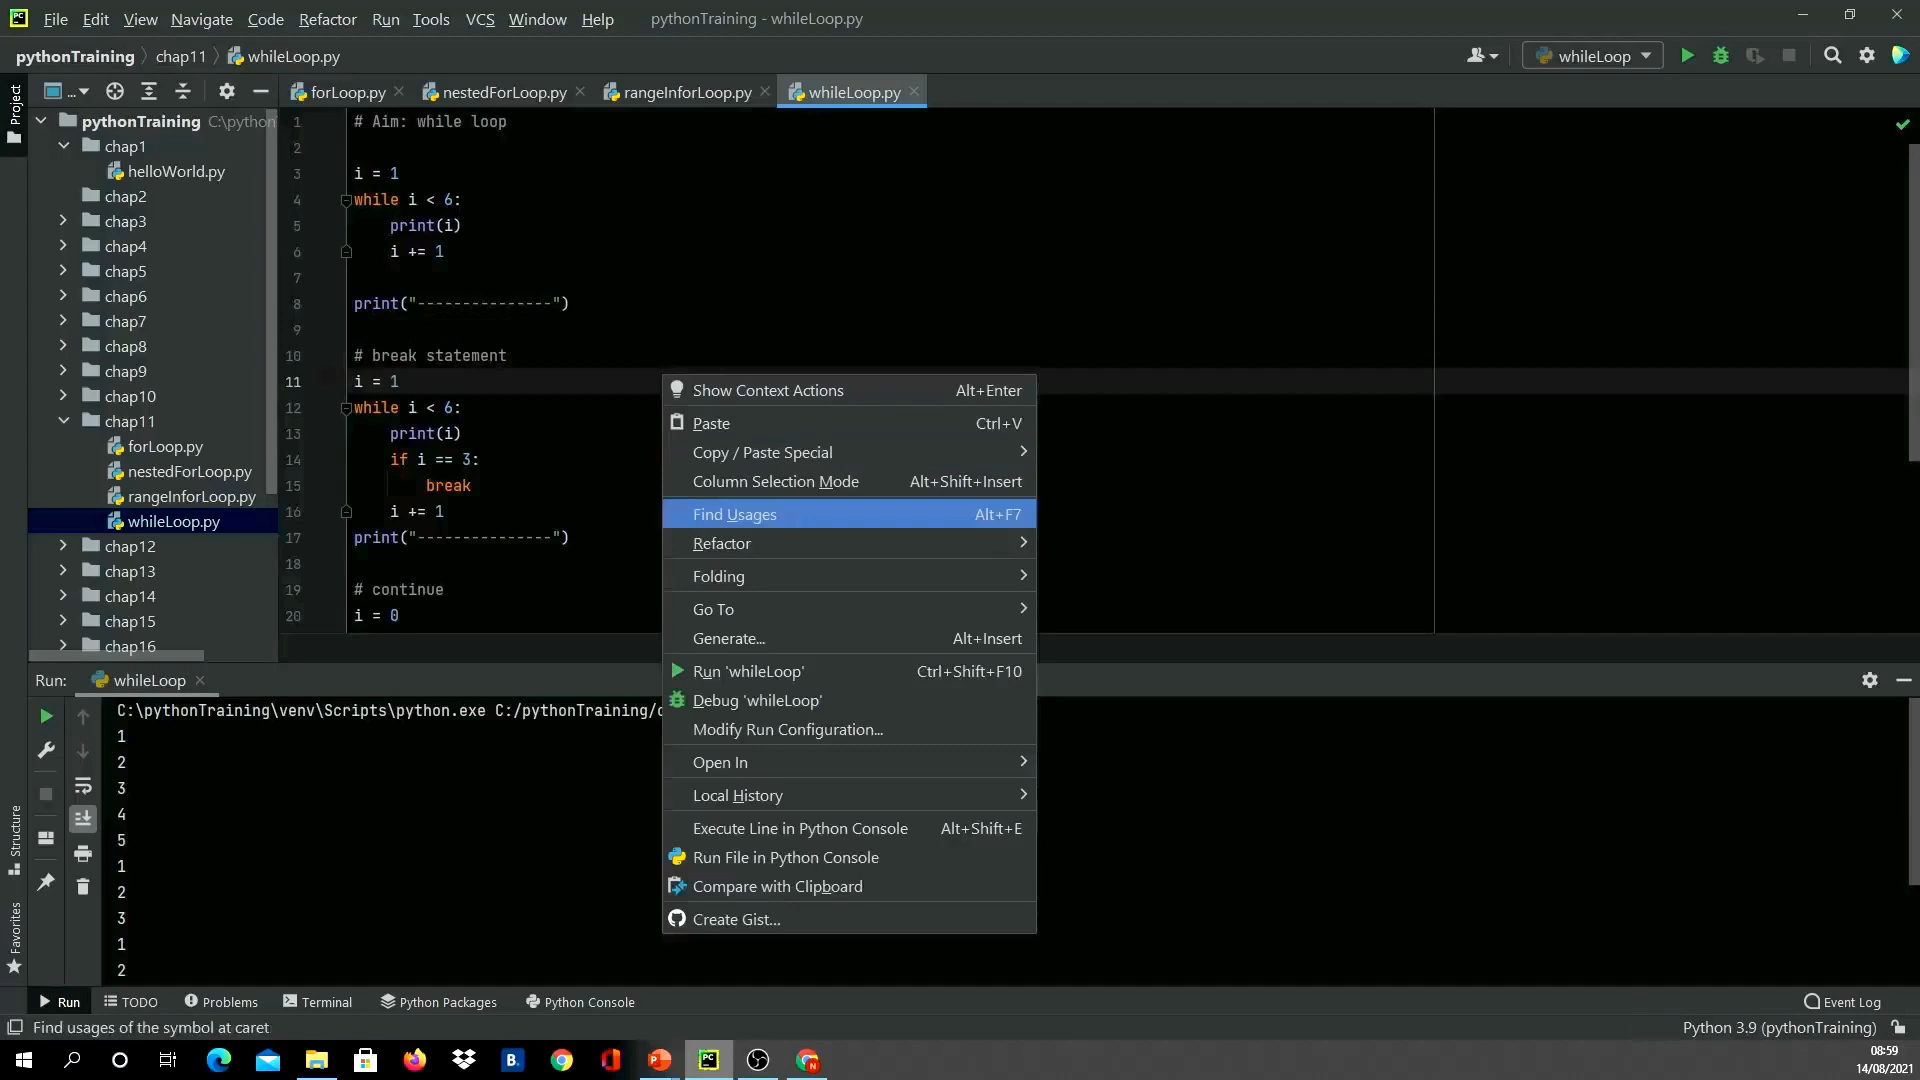 File Edit View Navigate Code Refactor Run Tools VCS Window Help pythonTraining - whileLoop.py
pythonTraining chap11 whileLoop.py whileLoop
Project ... forLoop.py nestedForLoop.py rangeInforLoop.py whileLoop.py
pythonTraining C:\python
chap1
helloWorld.py
chap2
chap3
chap4
chap5
chap6
chap7
chap8
chap9
chap10
chap11
forLoop.py
nestedForLoop.py
rangeInforLoop.py
whileLoop.py
chap12
chap13
chap14
chap15
chap16
1 # Aim: while loop
2
3 i = 1
4 while i < 6:
5 print(i)
6 i += 1
7
8 print("---------------")
9
10 # break statement
11 i = 1
12 while i < 6:
13 print(i)
14 if i == 3:
15 break
16 i += 1
17 print("---------------")
18
19 # continue
20 i = 0
Show Context Actions Alt+Enter
Paste Ctrl+V
Copy / Paste Special
Column Selection Mode Alt+Shift+Insert
Find Usages Alt+F7
Refactor
Folding
Go To
Generate... Alt+Insert
Run 'whileLoop' Ctrl+Shift+F10
Debug 'whileLoop'
Modify Run Configuration...
Open In
Local History
Execute Line in Python Console Alt+Shift+E
Run File in Python Console
Compare with Clipboard
Create Gist...
Run: whileLoop
C:\pythonTraining\venv\Scripts\python.exe C:/pythonTraining/
1
2
3
4
5
1
2
3
1
2
Structure
Favorites
Run TODO Problems Terminal Python Packages Python Console Event Log
Find usages of the symbol at caret Python 3.9 (pythonTraining)
08:59
14/08/2021